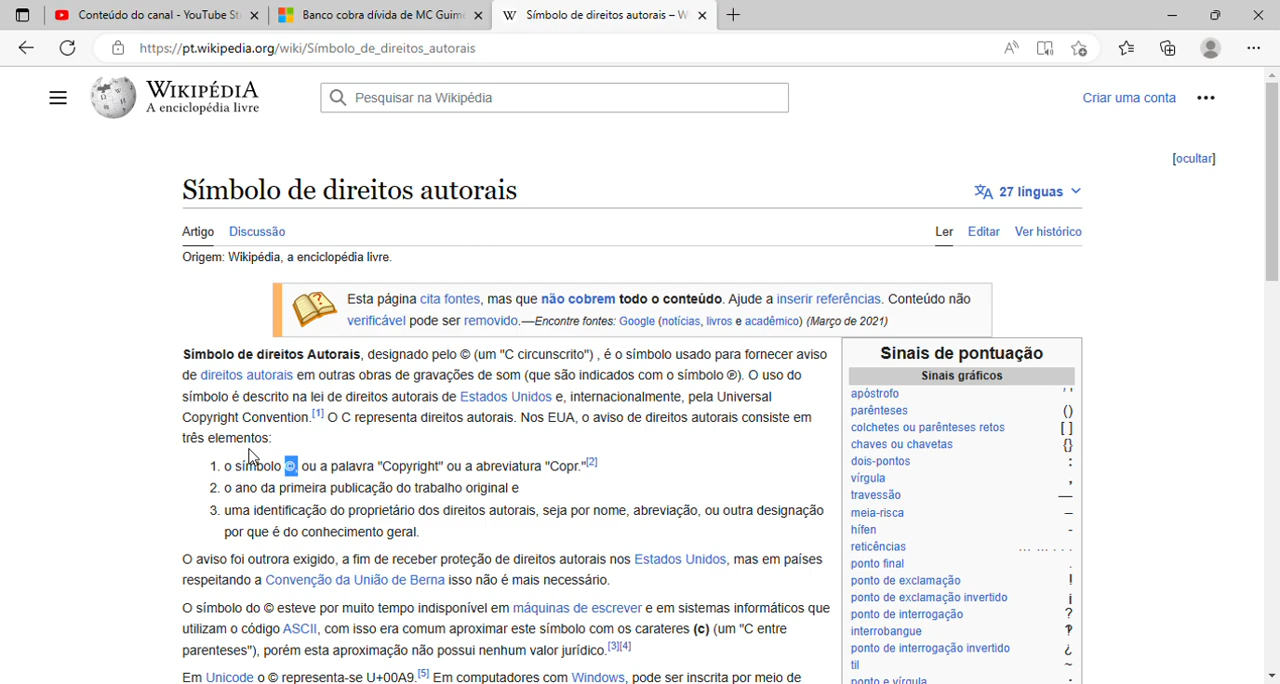 Conteúdo do canal - YouTube St
Banco cobra dívida de MC Guim
Símbolo de direitos autorais – W
https://pt.wikipedia.org/wiki/Símbolo_de_direitos_autorais
WIKIPÉDIA
A enciclopédia livre
Pesquisar na Wikipédia
Criar uma conta
[ocultar]
Símbolo de direitos autorais
27 línguas
Artigo Discussão
Ler Editar Ver histórico
Origem: Wikipédia, a enciclopédia livre.
Esta página cita fontes, mas que não cobrem todo o conteúdo. Ajude a inserir referências. Conteúdo não
verificável pode ser removido.—Encontre fontes: Google (notícias, livros e acadêmico) (Março de 2021)
Símbolo de direitos Autorais, designado pelo © (um "C circunscrito") , é o símbolo usado para fornecer aviso
de direitos autorais em outras obras de gravações de som (que são indicados com o símbolo ℗). O uso do
símbolo é descrito na lei de direitos autorais de Estados Unidos e, internacionalmente, pela Universal
Copyright Convention.[1] O C representa direitos autorais. Nos EUA, o aviso de direitos autorais consiste em
três elementos:
1. o símbolo ©, ou a palavra "Copyright" ou a abreviatura "Copr."[2]
2. o ano da primeira publicação do trabalho original e
3. uma identificação do proprietário dos direitos autorais, seja por nome, abreviação, ou outra designação
por que é do conhecimento geral.
O aviso foi outrora exigido, a fim de receber proteção de direitos autorais nos Estados Unidos, mas em países
respeitando a Convenção da União de Berna isso não é mais necessário.
O símbolo do © esteve por muito tempo indisponível em máquinas de escrever e em sistemas informáticos que
utilizam o código ASCII, com isso era comum aproximar este símbolo com os carateres (c) (um "C entre
parenteses"), porém esta aproximação não possui nenhum valor jurídico.[3][4]
Em Unicode o © representa-se U+00A9.[5] Em computadores com Windows, pode ser inscrita por meio de
Sinais de pontuação
Sinais gráficos
apóstrofo ' '
parênteses ()
colchetes ou parênteses retos [ ]
chaves ou chavetas {}
dois-pontos :
vírgula ,
travessão —
meia-risca –
hífen -
reticências … ... . . .
ponto final .
ponto de exclamação !
ponto de exclamação invertido ¡
ponto de interrogação ?
interrobangue ‽
ponto de interrogação invertido ¿
til ~
ponto e vírgula ;